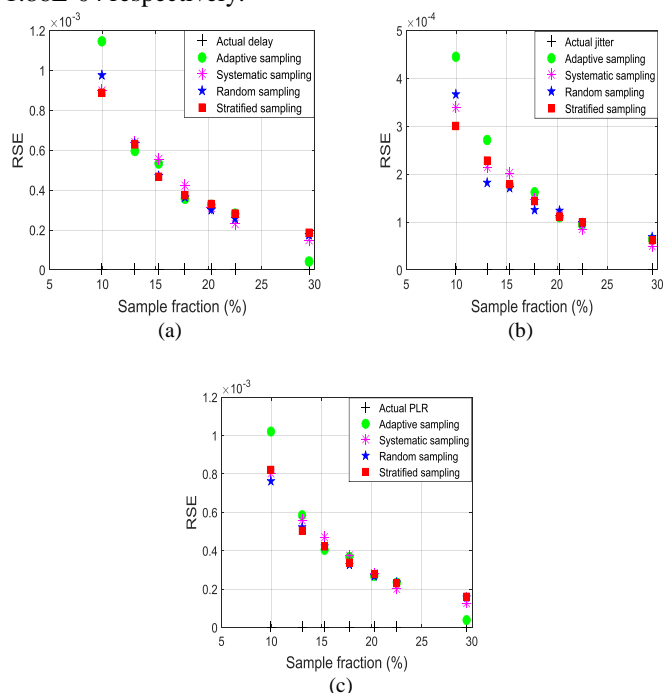 ×10⁻³
1.2
1
0.8
0.6
0.4
0.2
0
RSE
Actual delay
Adaptive sampling
Systematic sampling
Random sampling
Stratified sampling
5 10 15 20 25 30
Sample fraction (%)
(a)
×10⁻⁴
5
4
3
2
1
0
RSE
Actual jitter
Adaptive sampling
Systematic sampling
Random sampling
Stratified sampling
5 10 15 20 25 30
Sample fraction (%)
(b)
×10⁻³
1.2
1
0.8
0.6
0.4
0.2
0
RSE
Actual PLR
Adaptive sampling
Systematic sampling
Random sampling
Stratified sampling
5 10 15 20 25 30
Sample fraction (%)
(c)